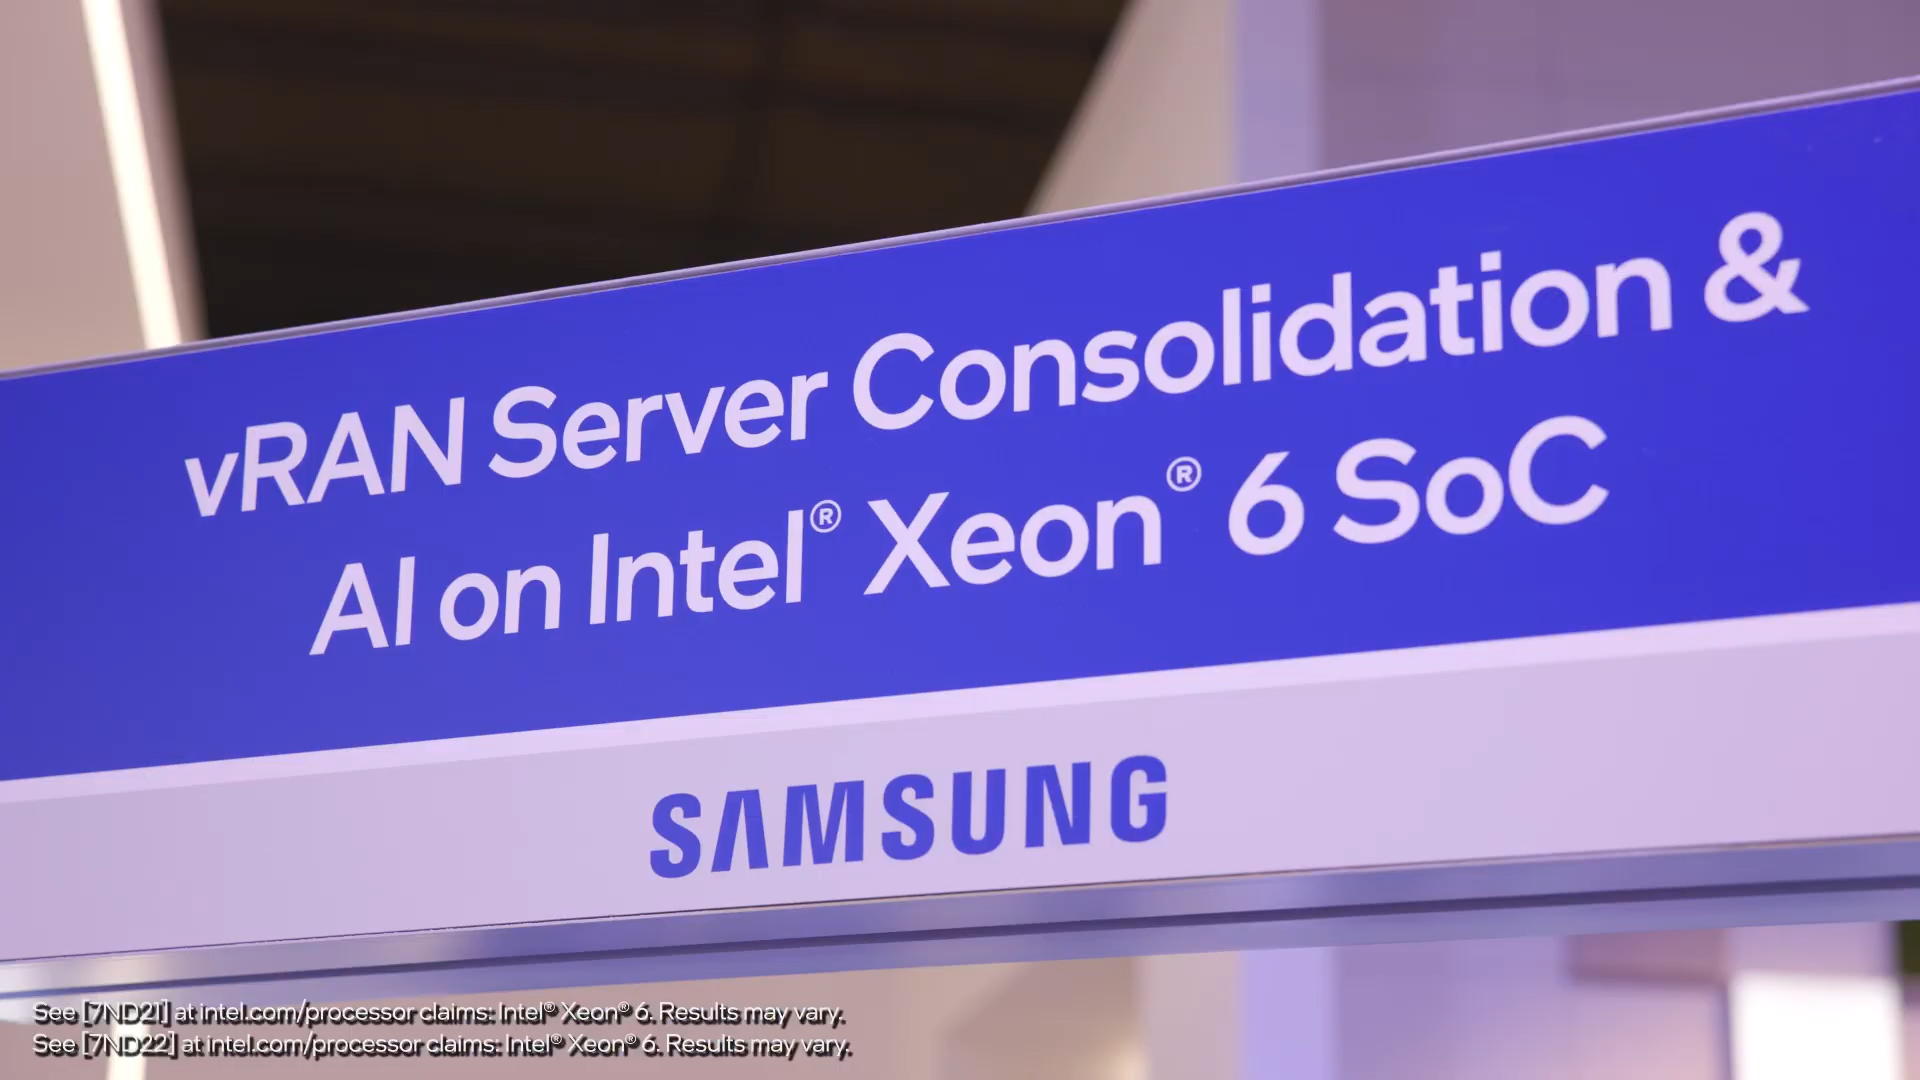 vRAN Server Consolidation &
AI on Intel® Xeon® 6 SoC
SAMSUNG
See [7ND21] at intel.com/processor claims: Intel® Xeon® 6. Results may vary.
See [7ND22] at intel.com/processor claims: Intel® Xeon® 6. Results may vary.